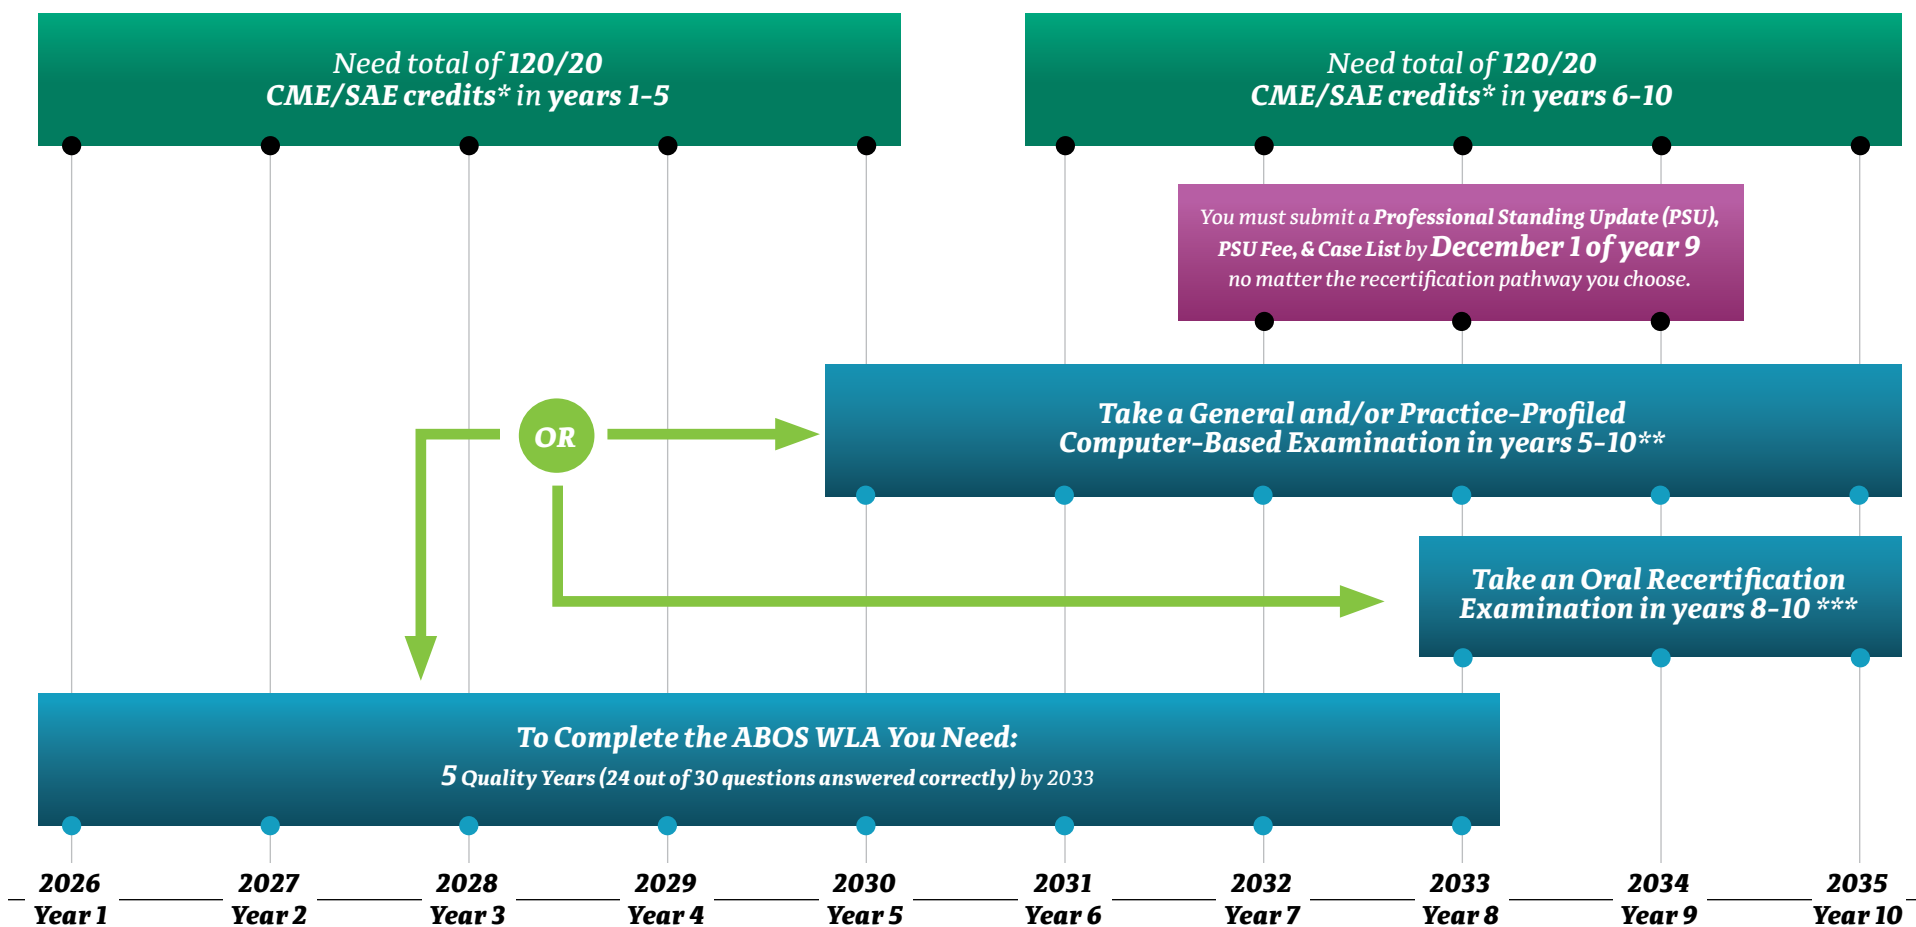 Need total of 120/20
CME/SAE credits* in years 1-5
Need total of 120/20
CME/SAE credits* in years 6-10
You must submit a Professional Standing Update (PSU),
PSU Fee, & Case List by December 1 of year 9
no matter the recertification pathway you choose.
OR
Take a General and/or Practice-Profiled
Computer-Based Examination in years 5-10**
Take an Oral Recertification
Examination in years 8-10 ***
To Complete the ABOS WLA You Need:
5 Quality Years (24 out of 30 questions answered correctly) by 2033
2026 2027 2028 2029 2030 2031 2032 2033 2034 2035
Year 1 Year 2 Year 3 Year 4 Year 5 Year 6 Year 7 Year 8 Year 9 Year 10